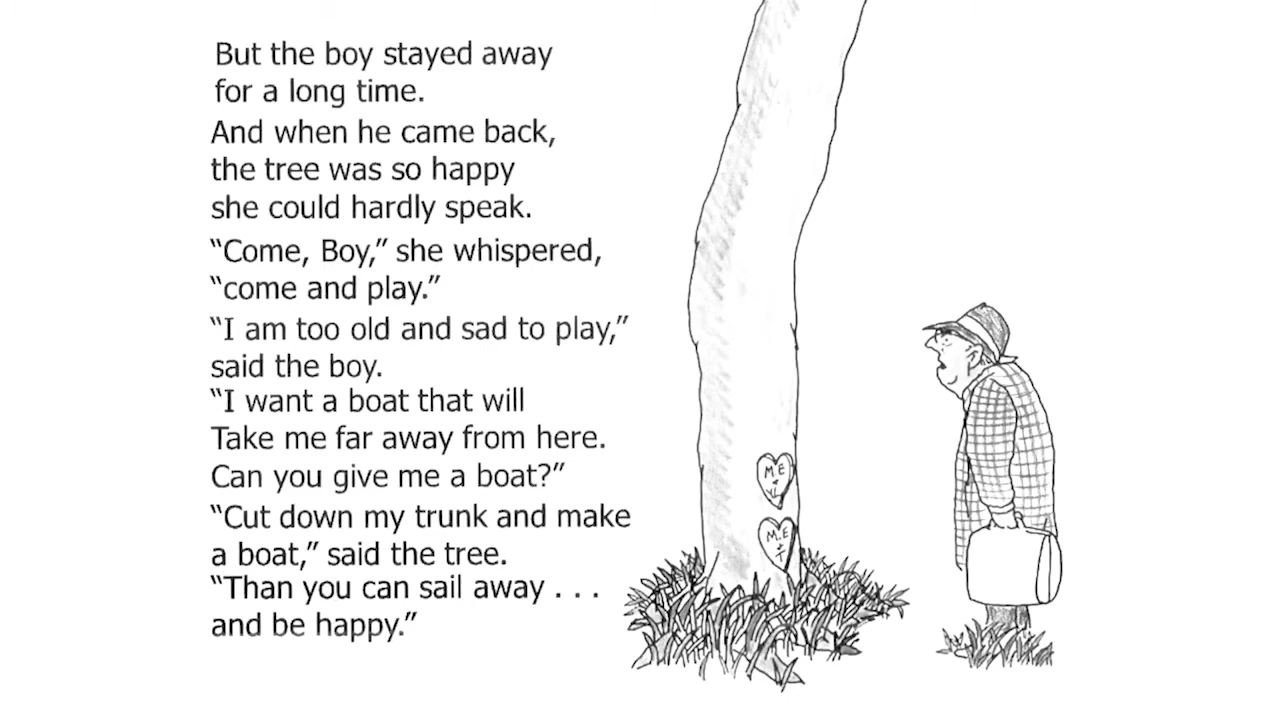 But the boy stayed away
for a long time.
And when he came back,
the tree was so happy
she could hardly speak.
“Come, Boy,” she whispered,
“come and play.”
“I am too old and sad to play,”
said the boy.
“I want a boat that will
Take me far away from here.
Can you give me a boat?”
“Cut down my trunk and make
a boat,” said the tree.
“Than you can sail away . . .
and be happy.”
M.E
+
Y.L
M.E
+
T